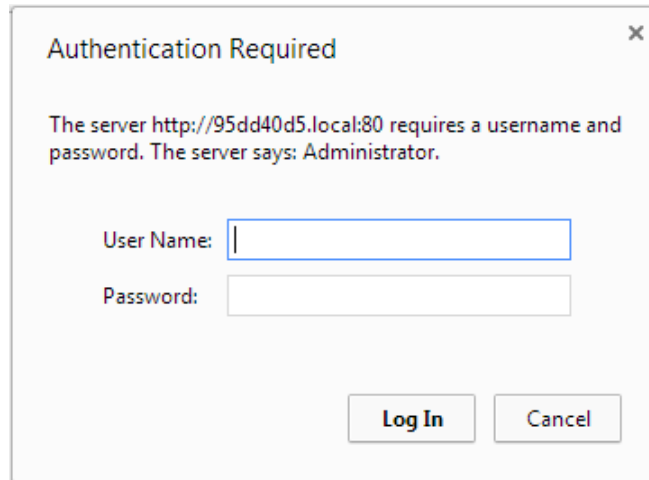 Authentication Required
The server http://95dd40d5.local:80 requires a username and
password. The server says: Administrator.
User Name:
Password:
Log In
Cancel